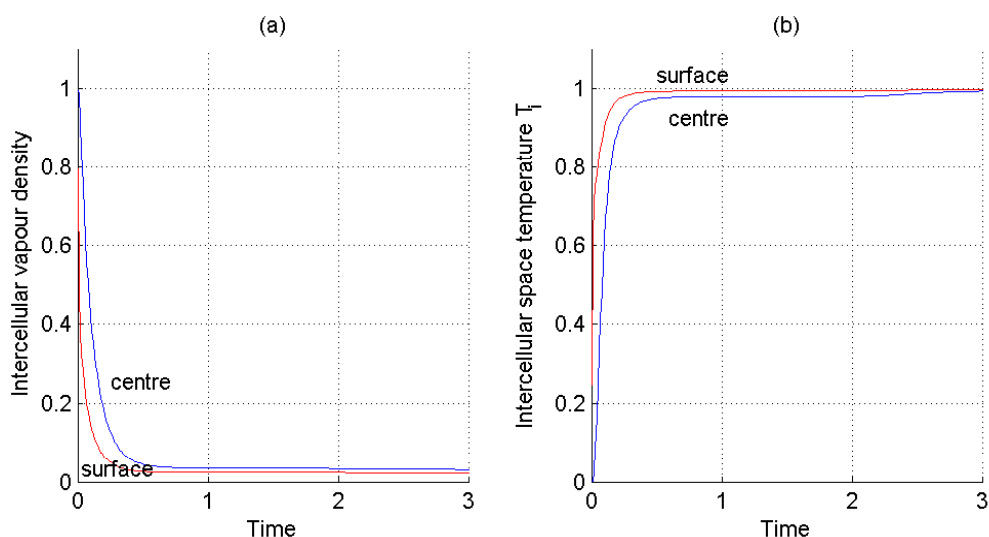 (a)
Intercellular vapour density
1
0.8
0.6
0.4
0.2
0
centre
surface
0
1
2
3
Time
(b)
Intercellular space temperature T_i
1
0.8
0.6
0.4
0.2
0
surface
centre
0
1
2
3
Time